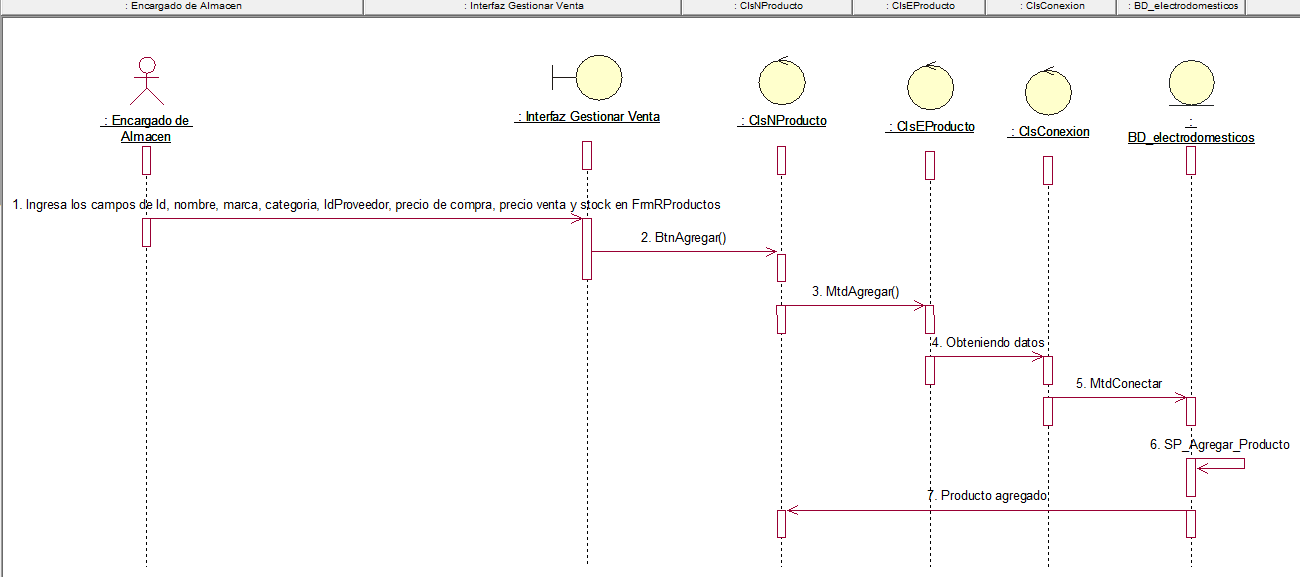 : Encargado de Almacen
: Interfaz Gestionar Venta
: ClsNProducto
: ClsEProducto
: ClsConexion
: BD_electrodomesticos
: Encargado de
Almacen
: Interfaz Gestionar Venta
: ClsNProducto
: ClsEProducto
: ClsConexion
:
BD_electrodomesticos
1. Ingresa los campos de Id, nombre, marca, categoria, IdProveedor, precio de compra, precio venta y stock en FrmRProductos
2. BtnAgregar()
3. MtdAgregar()
4. Obteniendo datos
5. MtdConectar
6. SP_Agregar_Producto
7. Producto agregado